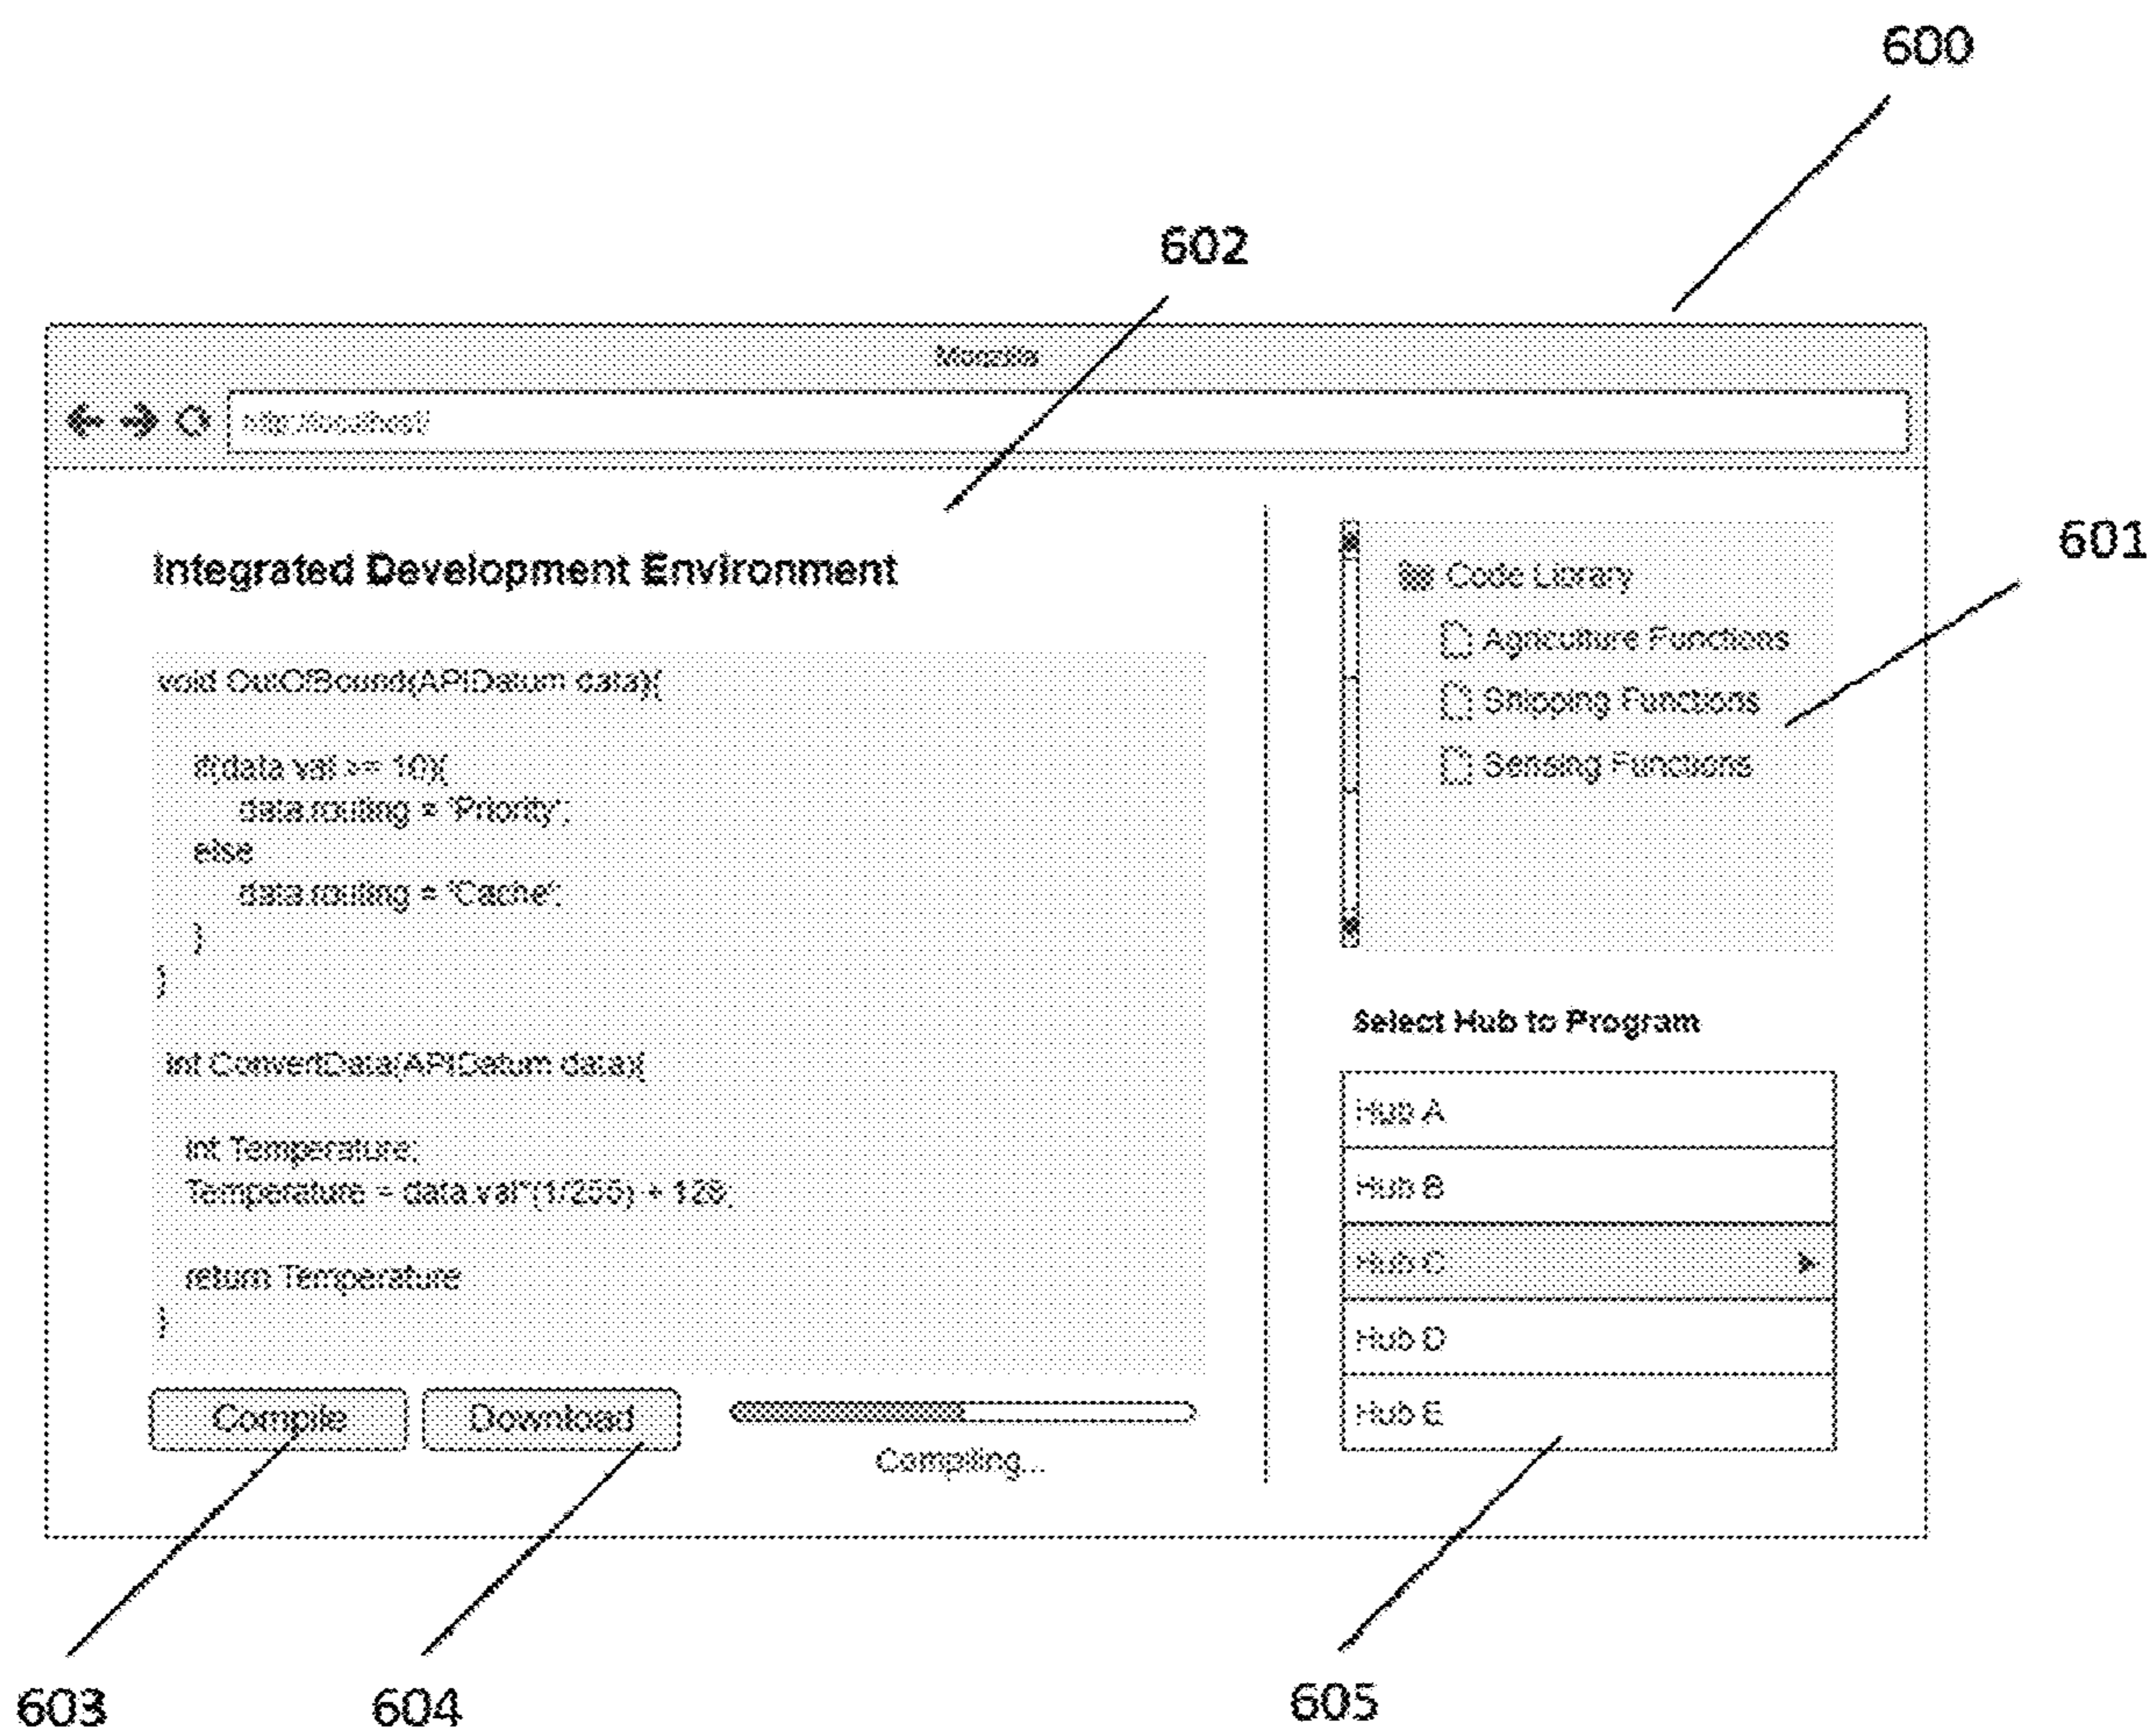 600
602
http://localhost/
601
Integrated Development Environment
Code Library
Agriculture Functions
Shipping Functions
Sensing Functions
void OutOfBound(APIDatum data){
if(data.val >= 10){
data.routing = 'Priority';
else
data.routing = 'Cache';
}
}
int ConvertData(APIDatum data){
int Temperature;
Temperature = data.val*(1/255) + 128;
return Temperature
}
Select Hub to Program
Hub A
Hub B
Hub C
Hub D
Hub E
Compile
Download
Compiling...
603
604
605